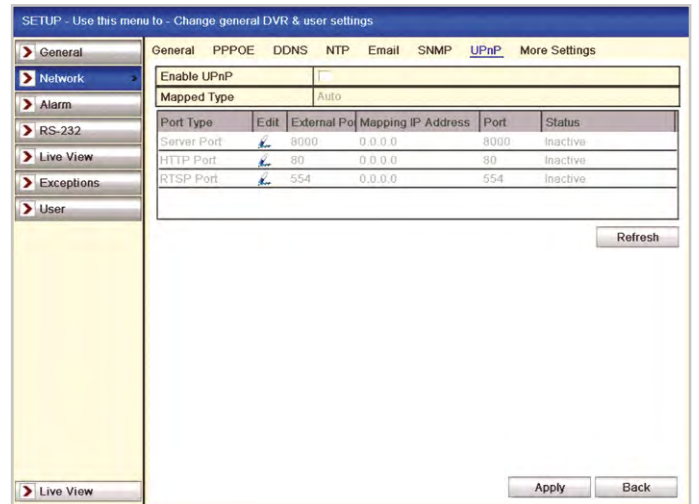 SETUP - Use this menu to - Change general DVR & user settings
General
Network
Alarm
RS-232
Live View
Exceptions
User
Live View
General PPPOE DDNS NTP Email SNMP UPnP More Settings
Enable UPnP
Mapped Type Auto
Port Type Edit External Por Mapping IP Address Port Status
Server Port 8000 0.0.0.0 8000 Inactive
HTTP Port 80 0.0.0.0 80 Inactive
RTSP Port 554 0.0.0.0 554 Inactive
Refresh
Apply Back